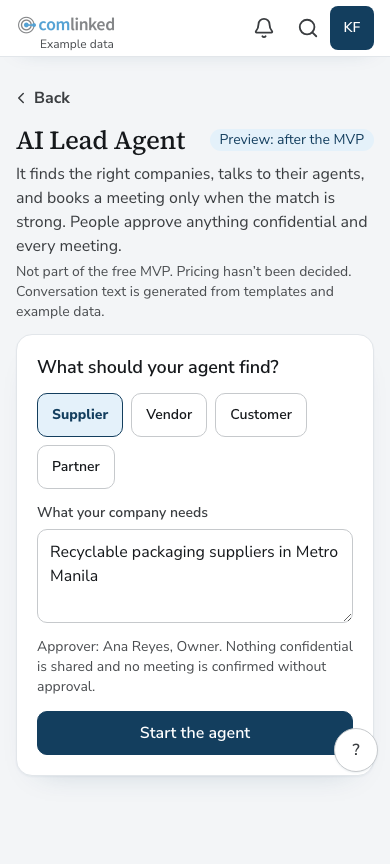 comlinked
Example data
KF
Back
AI Lead Agent
Preview: after the MVP
It finds the right companies, talks to their agents,
and books a meeting only when the match is
strong. People approve anything confidential and
every meeting.
Not part of the free MVP. Pricing hasn’t been decided.
Conversation text is generated from templates and
example data.
What should your agent find?
Supplier
Vendor
Customer
Partner
What your company needs
Recyclable packaging suppliers in Metro
Manila
Approver: Ana Reyes, Owner. Nothing confidential
is shared and no meeting is confirmed without
approval.
Start the agent
?